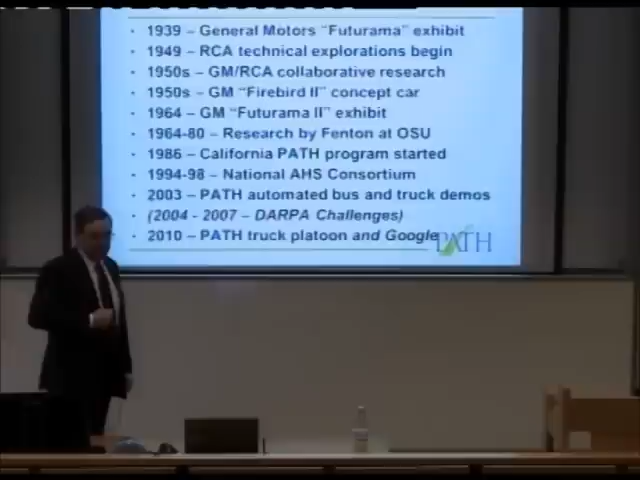 · 1939 – General Motors "Futurama" exhibit
· 1949 – RCA technical explorations begin
· 1950s – GM/RCA collaborative research
· 1950s – GM "Firebird II" concept car
· 1964 – GM "Futurama II" exhibit
· 1964-80 – Research by Fenton at OSU
· 1986 – California PATH program started
· 1994-98 – National AHS Consortium
· 2003 – PATH automated bus and truck demos
· (2004 - 2007 – DARPA Challenges)
· 2010 – PATH truck platoon and Google
PATH